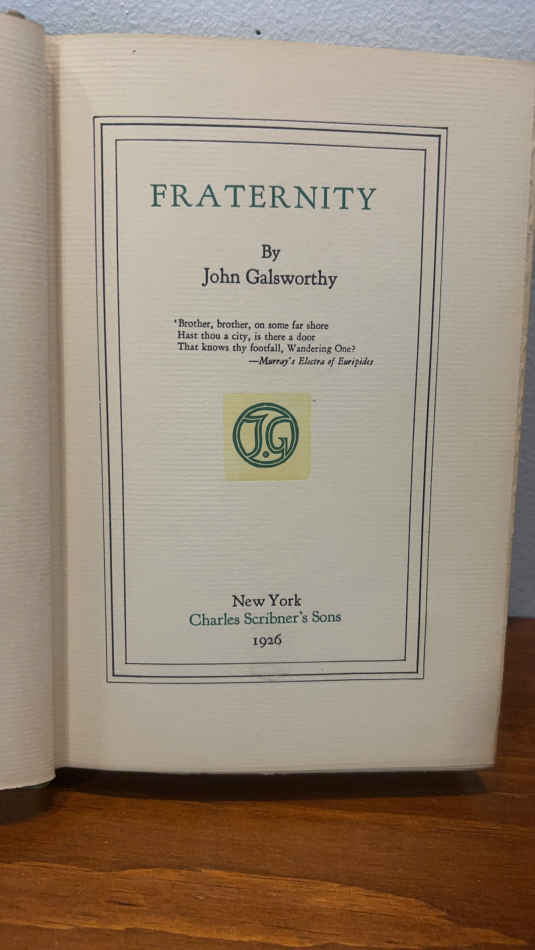 FRATERNITY
By
John Galsworthy
'Brother, brother, on some far shore
Hast thou a city, is there a door
That knows thy footfall, Wandering One?
—Murray's Electra of Euripides
J.G
New York
Charles Scribner's Sons
1926